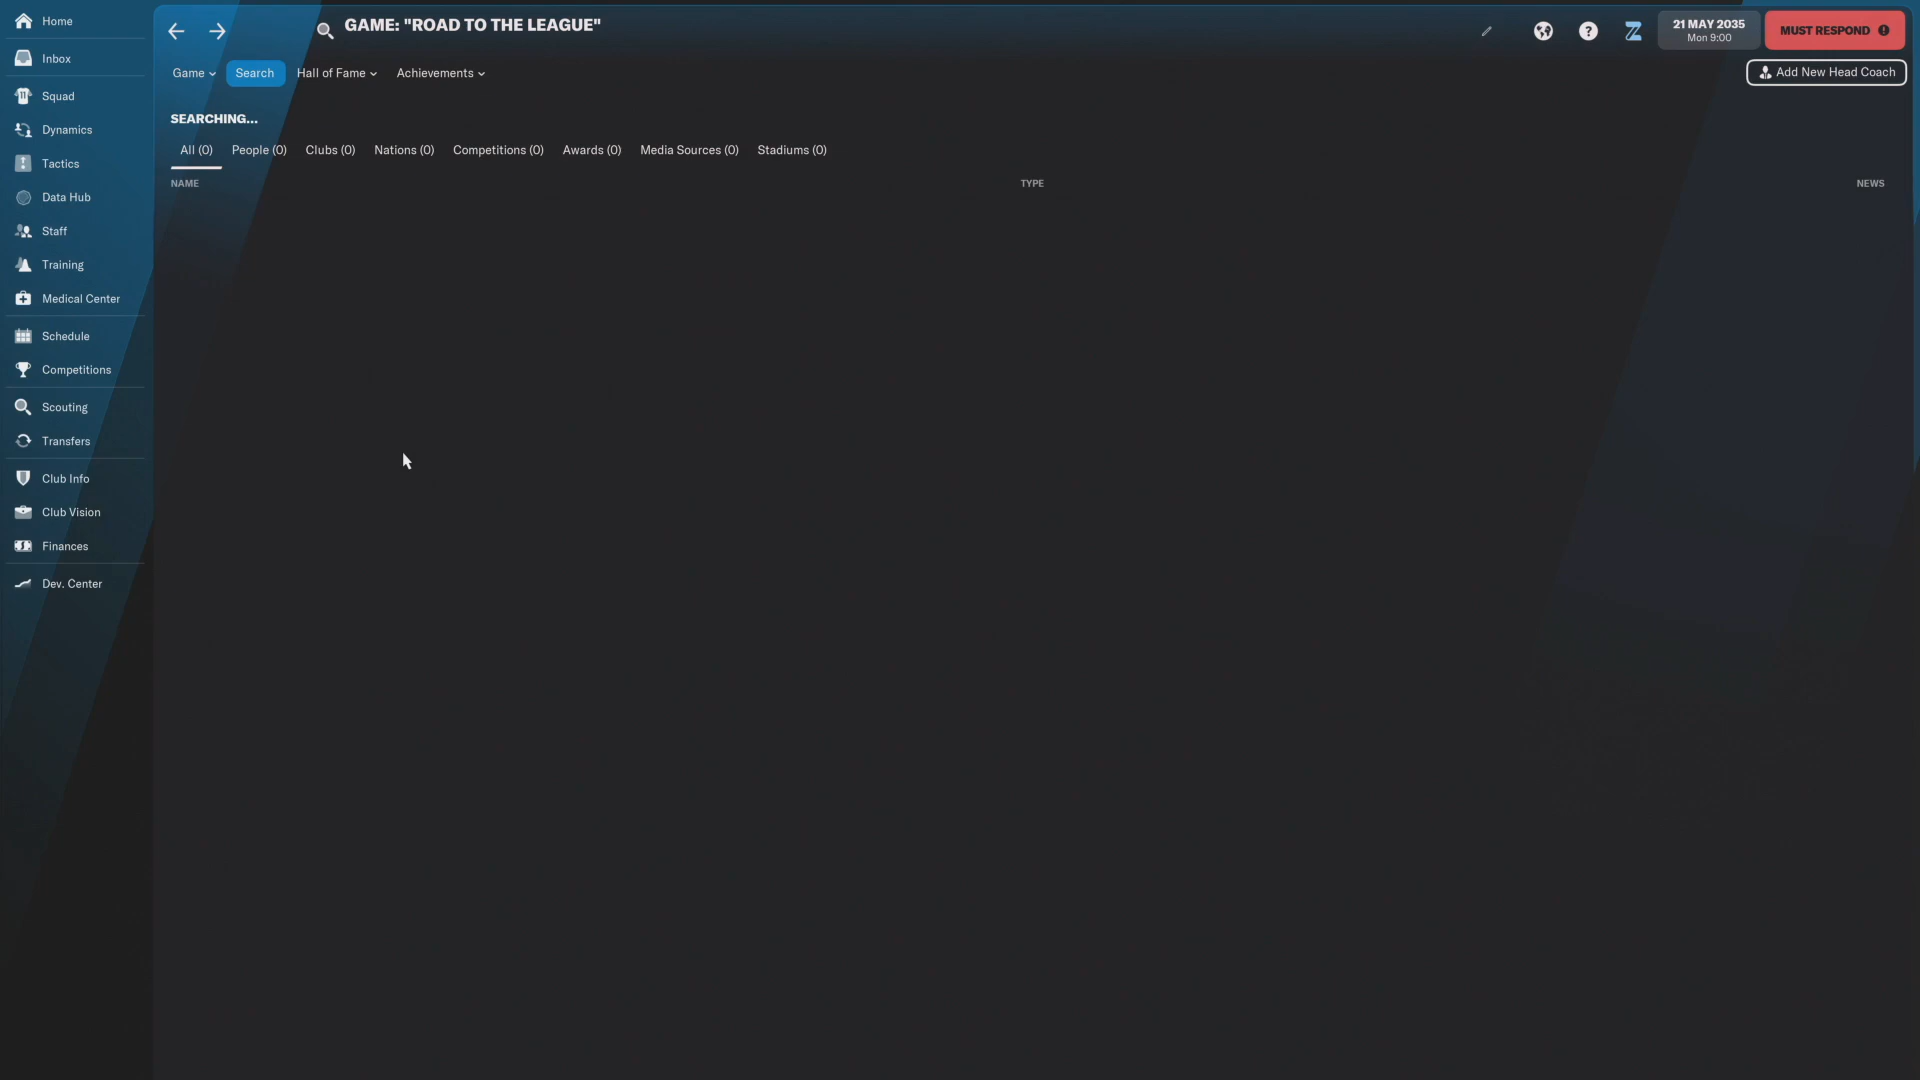 Home
Inbox
Squad
Dynamics
Tactics
Data Hub
Staff
Training
Medical Center
Schedule
Competitions
Scouting
Transfers
Club Info
Club Vision
Finances
Dev. Center
GAME: "ROAD TO THE LEAGUE"
21 MAY 2035
Mon 9:00
MUST RESPOND
Game Search Hall of Fame Achievements
Add New Head Coach
SEARCHING...
All (0) People (0) Clubs (0) Nations (0) Competitions (0) Awards (0) Media Sources (0) Stadiums (0)
NAME TYPE NEWS